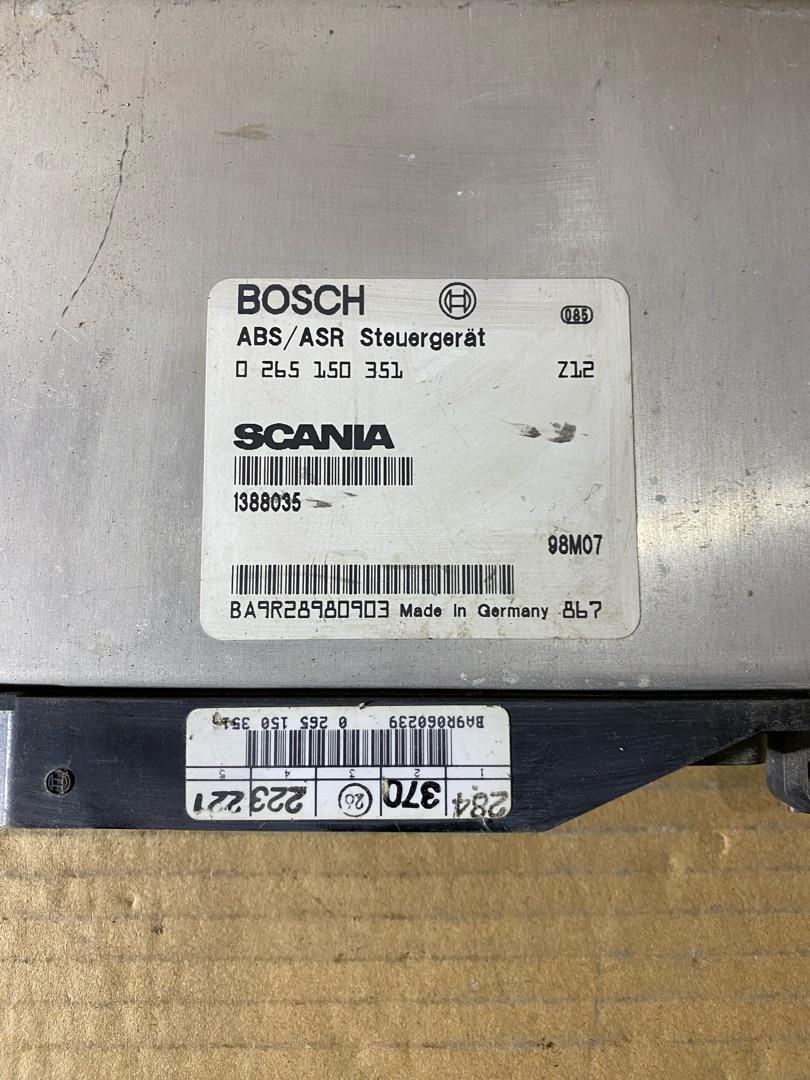 BOSCH
085
ABS/ASR Steuergerät
0 265 150 351 Z12
SCANIA
1388035
98M07
BA9R28980903 Made in Germany 867
BA9R060239 0 265 150 351
1 2 3 4 5
284 370 26 223 221